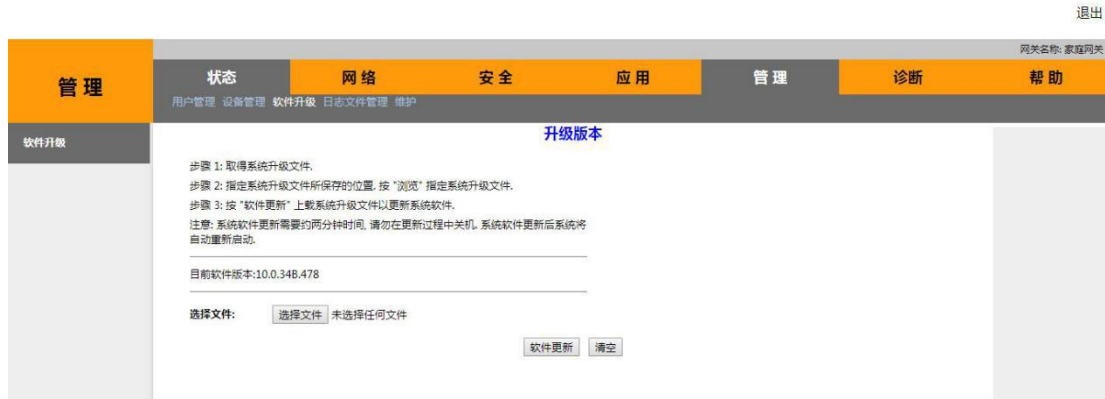 退出
网关名称: 家庭网关
管 理
状态 网 络 安 全 应 用 管 理 诊断 帮 助
用户管理 设备管理 软件升级 日志文件管理 维护
软件升级
升级版本
步骤 1: 取得系统升级文件.
步骤 2: 指定系统升级文件所保存的位置. 按 "浏览" 指定系统升级文件.
步骤 3: 按 "软件更新" 上载系统升级文件以更新系统软件.
注意: 系统软件更新需要约两分钟时间, 请勿在更新过程中关机. 系统软件更新后系统将
自动重新启动.
目前软件版本:10.0.34B.478
选择文件: 选择文件 未选择任何文件
软件更新 清空